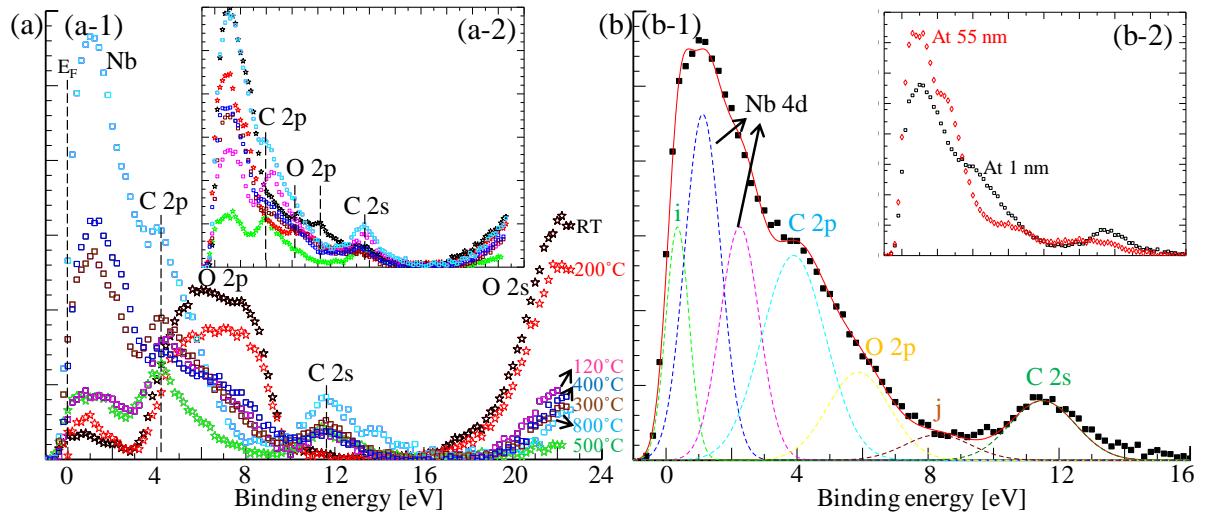 (a)
(a-1)
E_F
Nb
C 2p
O 2p
C 2s
O 2s
RT
200°C
120°C
400°C
300°C
800°C
500°C
0 4 8 12 16 20 24
Binding energy [eV]
(a-2)
C 2p
O 2p
C 2s
(b)
(b-1)
Nb 4d
i
C 2p
O 2p
j
C 2s
0 4 8 12 16
Binding energy [eV]
(b-2)
At 55 nm
At 1 nm